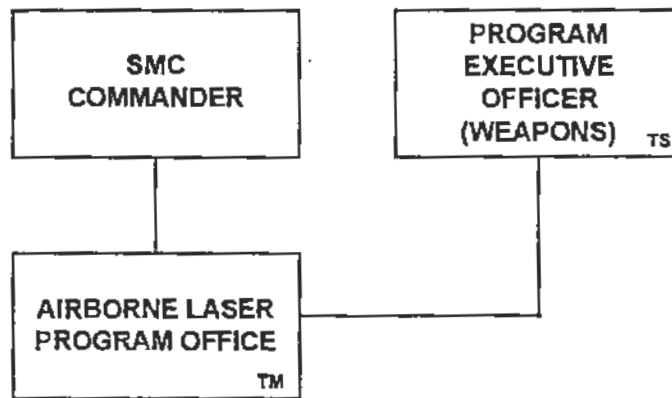 SMC
COMMANDER
PROGRAM
EXECUTIVE
OFFICER
(WEAPONS)
TS
AIRBORNE LASER
PROGRAM OFFICE
TM